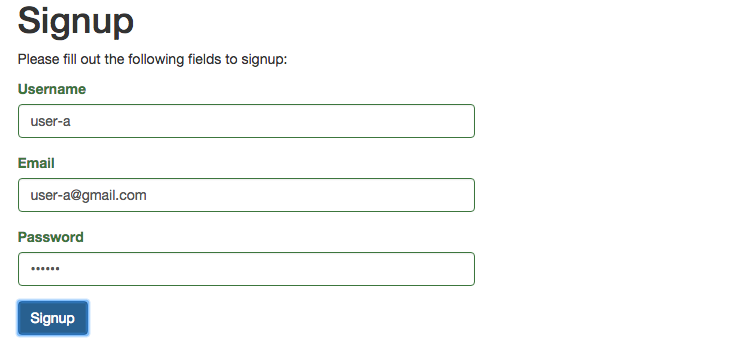 Signup
Please fill out the following fields to signup:
Username
user-a
Email
user-a@gmail.com
Password
••••••
Signup